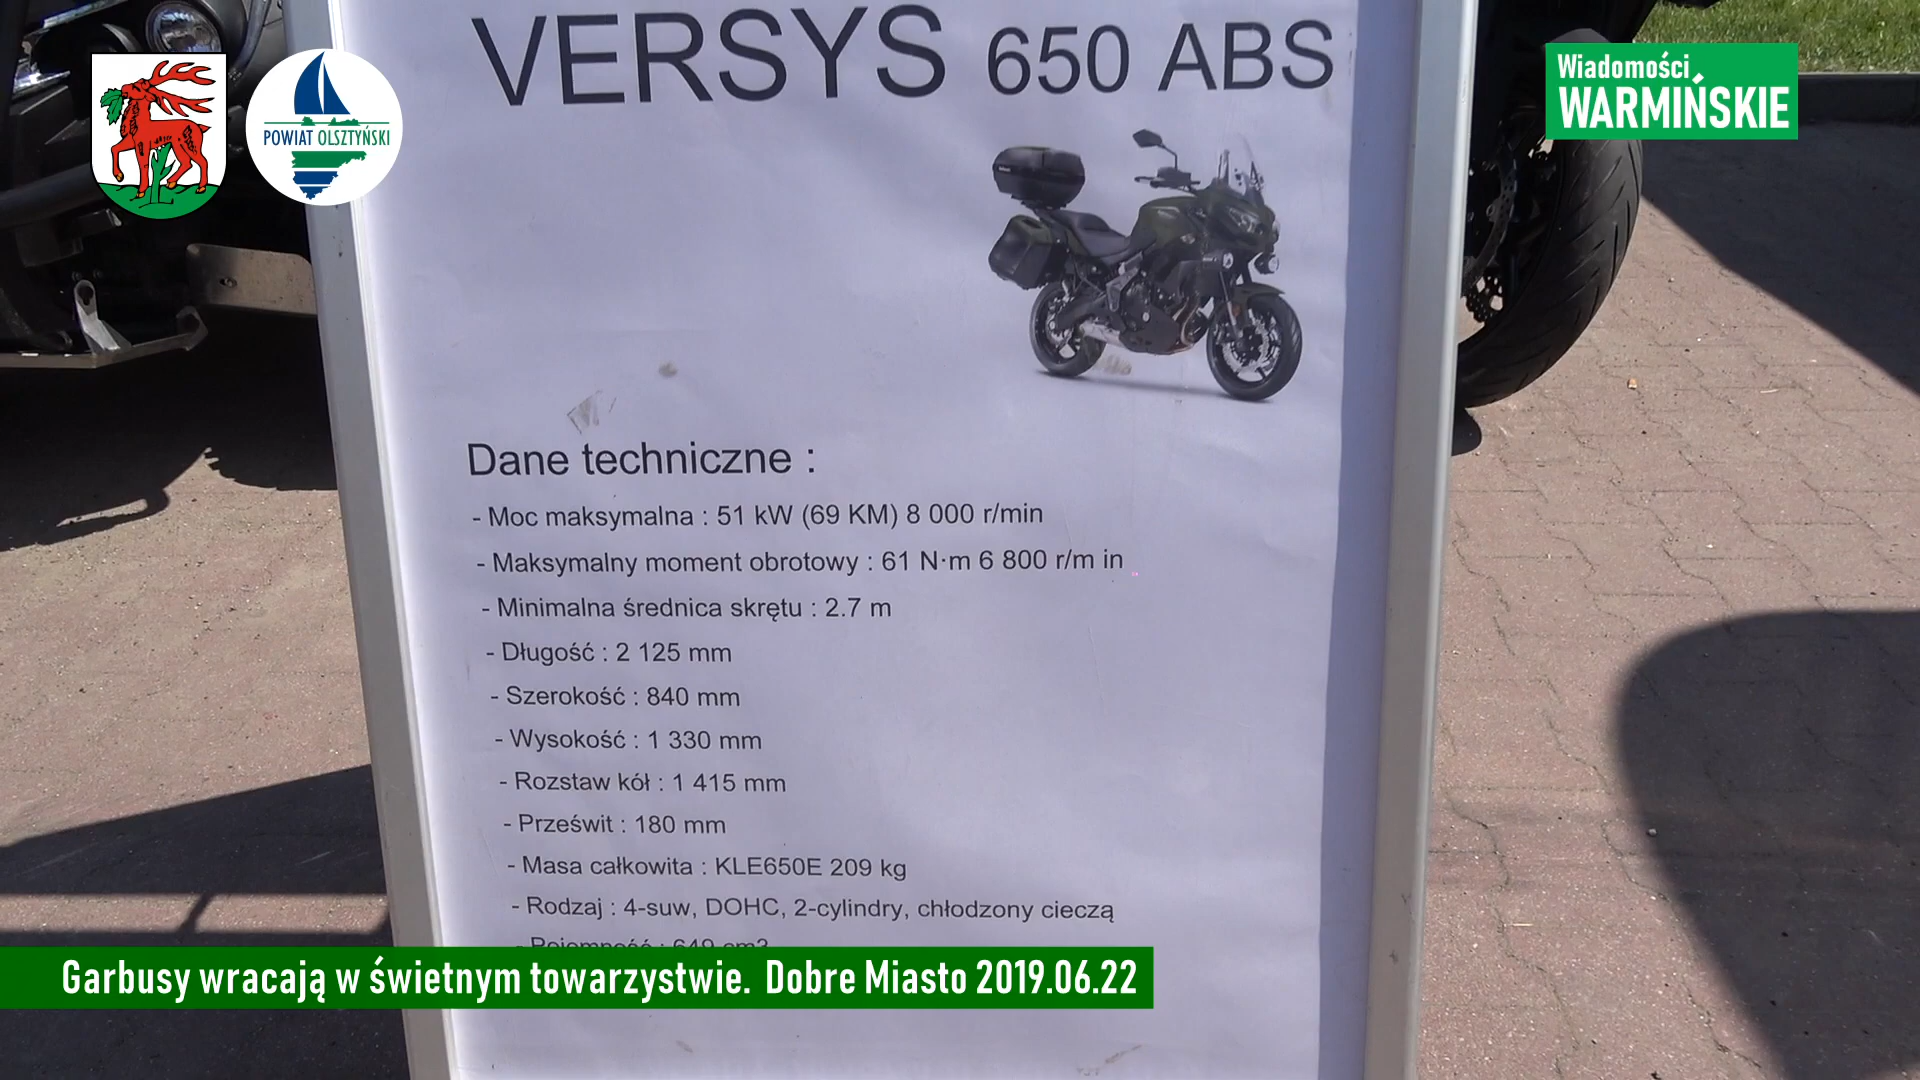 VERSYS 650 ABS
POWIAT OLSZTYŃSKI
Wiadomości
WARMIŃSKIE
Dane techniczne :
- Moc maksymalna : 51 kW (69 KM) 8 000 r/min
- Maksymalny moment obrotowy : 61 N·m 6 800 r/m in
- Minimalna średnica skrętu : 2.7 m
- Długość : 2 125 mm
- Szerokość : 840 mm
- Wysokość : 1 330 mm
- Rozstaw kół : 1 415 mm
- Prześwit : 180 mm
- Masa całkowita : KLE650E 209 kg
- Rodzaj : 4-suw, DOHC, 2-cylindry, chłodzony cieczą
- Pojemność : 649 cm3
Garbusy wracają w świetnym towarzystwie. Dobre Miasto 2019.06.22